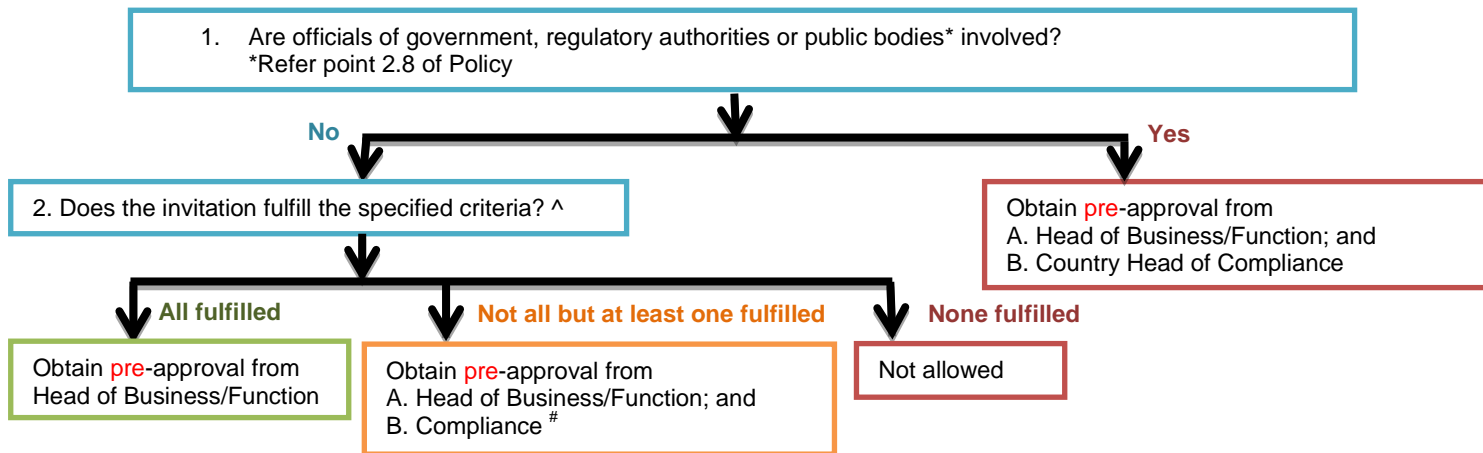 1. Are officials of government, regulatory authorities or public bodies* involved?
*Refer point 2.8 of Policy
No
Yes
2. Does the invitation fulfill the specified criteria? ^
Obtain pre-approval from
A. Head of Business/Function; and
B. Country Head of Compliance
All fulfilled
Not all but at least one fulfilled
None fulfilled
Obtain pre-approval from
Head of Business/Function
Obtain pre-approval from
A. Head of Business/Function; and
B. Compliance #
Not allowed